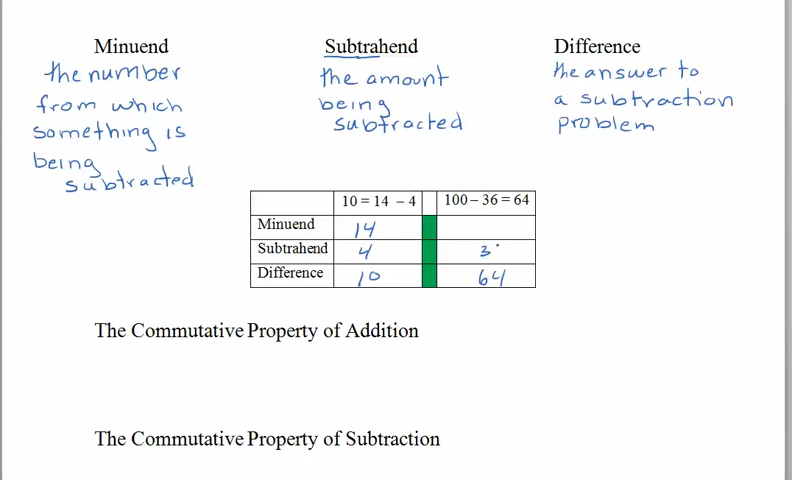 Minuend Subtrahend Difference
the number
from which
something is
being
subtracted
the amount
being
subtracted
the answer to
a subtraction
problem
10 = 14 – 4 100 – 36 = 64
Minuend 14
Subtrahend 4 3
Difference 10 64
The Commutative Property of Addition
The Commutative Property of Subtraction